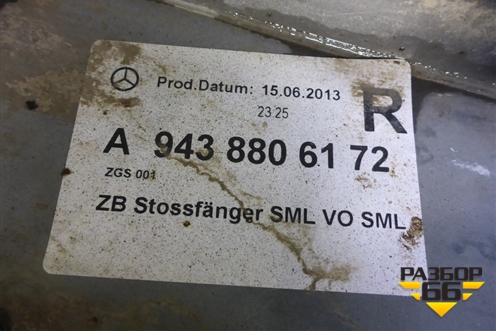 Prod.Datum: 15.06.2013
23:25
R
A 943 880 61 72
ZGS 001
ZB Stossfänger SML VO SML
РАЗБОР
66